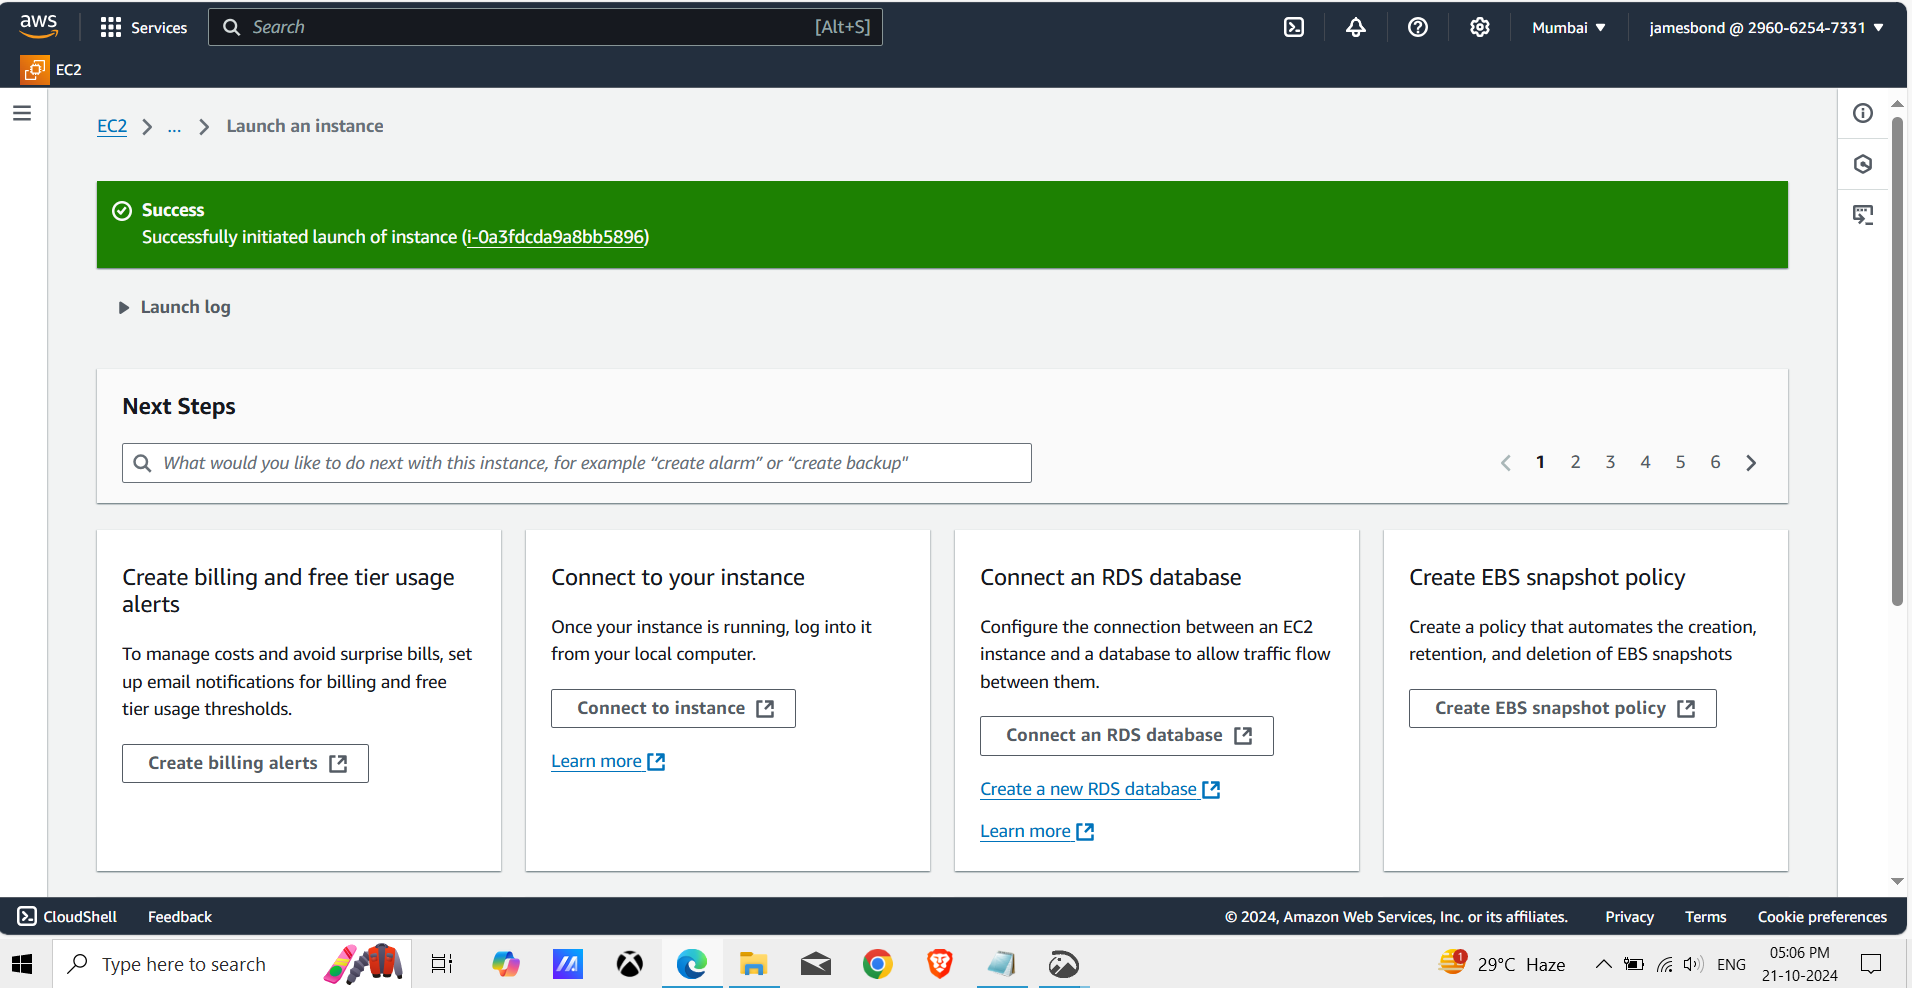 aws
Services
Search
[Alt+S]
Mumbai ▼
jamesbond @ 2960-6254-7331 ▼
EC2
EC2 > ... > Launch an instance
Success
Successfully initiated launch of instance (i-0a3fdcda9a8bb5896)
Launch log
Next Steps
What would you like to do next with this instance, for example “create alarm” or “create backup"
1 2 3 4 5 6
Create billing and free tier usage
alerts
To manage costs and avoid surprise bills, set
up email notifications for billing and free
tier usage thresholds.
Create billing alerts
Connect to your instance
Once your instance is running, log into it
from your local computer.
Connect to instance
Learn more
Connect an RDS database
Configure the connection between an EC2
instance and a database to allow traffic flow
between them.
Connect an RDS database
Create a new RDS database
Learn more
Create EBS snapshot policy
Create a policy that automates the creation,
retention, and deletion of EBS snapshots
Create EBS snapshot policy
CloudShell
Feedback
© 2024, Amazon Web Services, Inc. or its affiliates.
Privacy
Terms
Cookie preferences
Type here to search
1
29°C Haze
ENG
05:06 PM
21-10-2024